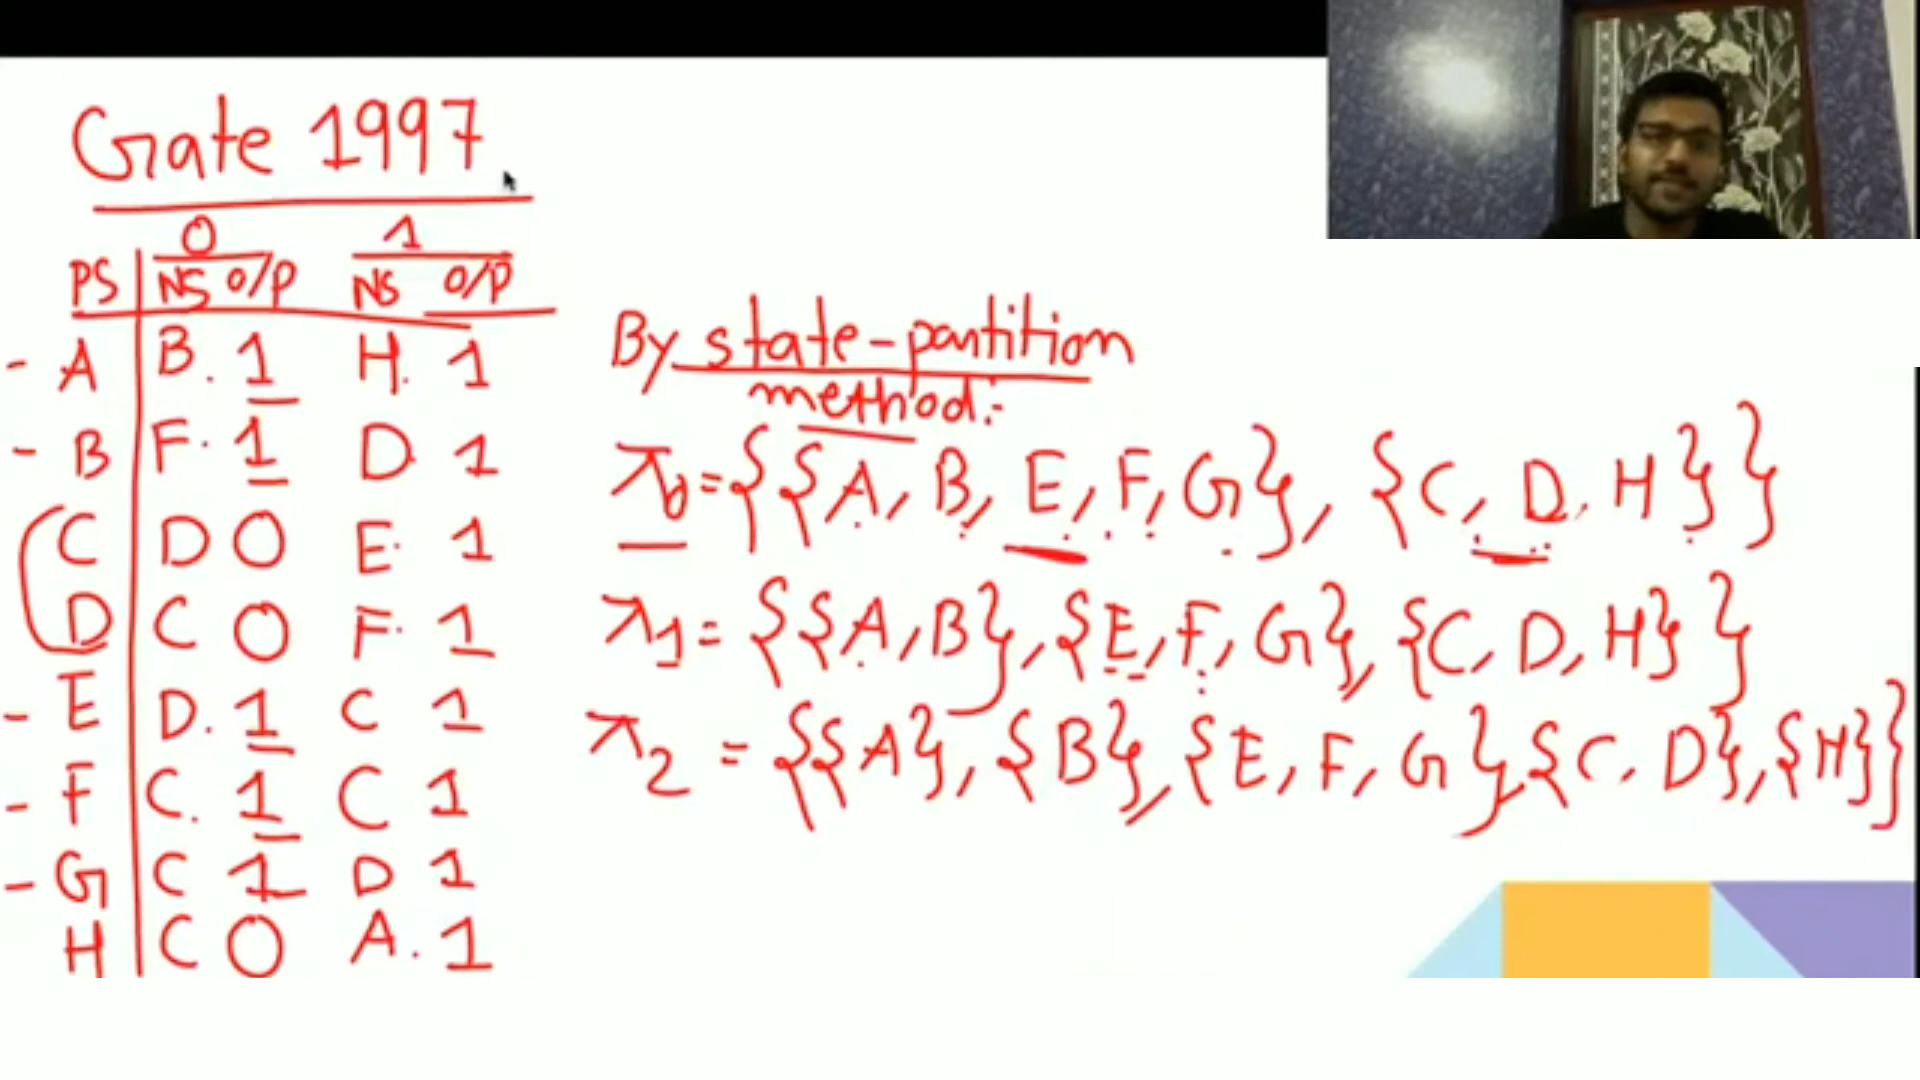 Gate 1997
0 1
PS NS O/P NS O/P
- A B. 1 H. 1
- B F. 1 D. 1
C D 0 E. 1
D C 0 F. 1
- E D. 1 C 1
- F C. 1 C 1
- G C 1 D 1
H C 0 A. 1
By state-partition
method:-
π0 = {{A, B, E, F, G}, {C, D, H}}
π1 = {{A, B}, {E, F, G}, {C, D, H}}
π2 = {{A}, {B}, {E, F, G}, {C, D}, {H}}